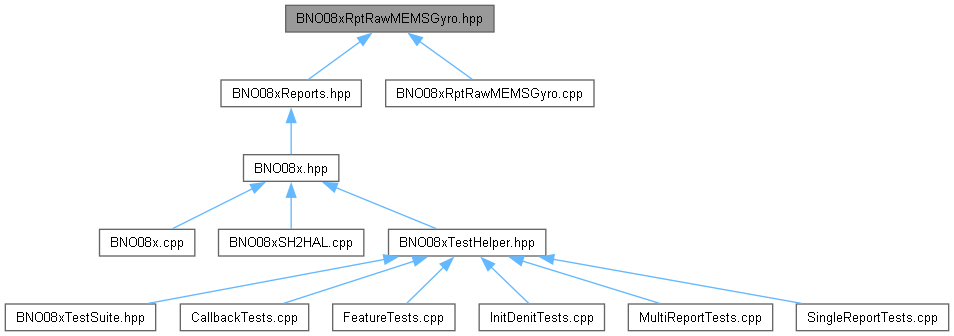 BNO08xRptRawMEMSGyro.hpp
BNO08xReports.hpp
BNO08xRptRawMEMSGyro.cpp
BNO08x.hpp
BNO08x.cpp
BNO08xSH2HAL.cpp
BNO08xTestHelper.hpp
BNO08xTestSuite.hpp
CallbackTests.cpp
FeatureTests.cpp
InitDenitTests.cpp
MultiReportTests.cpp
SingleReportTests.cpp